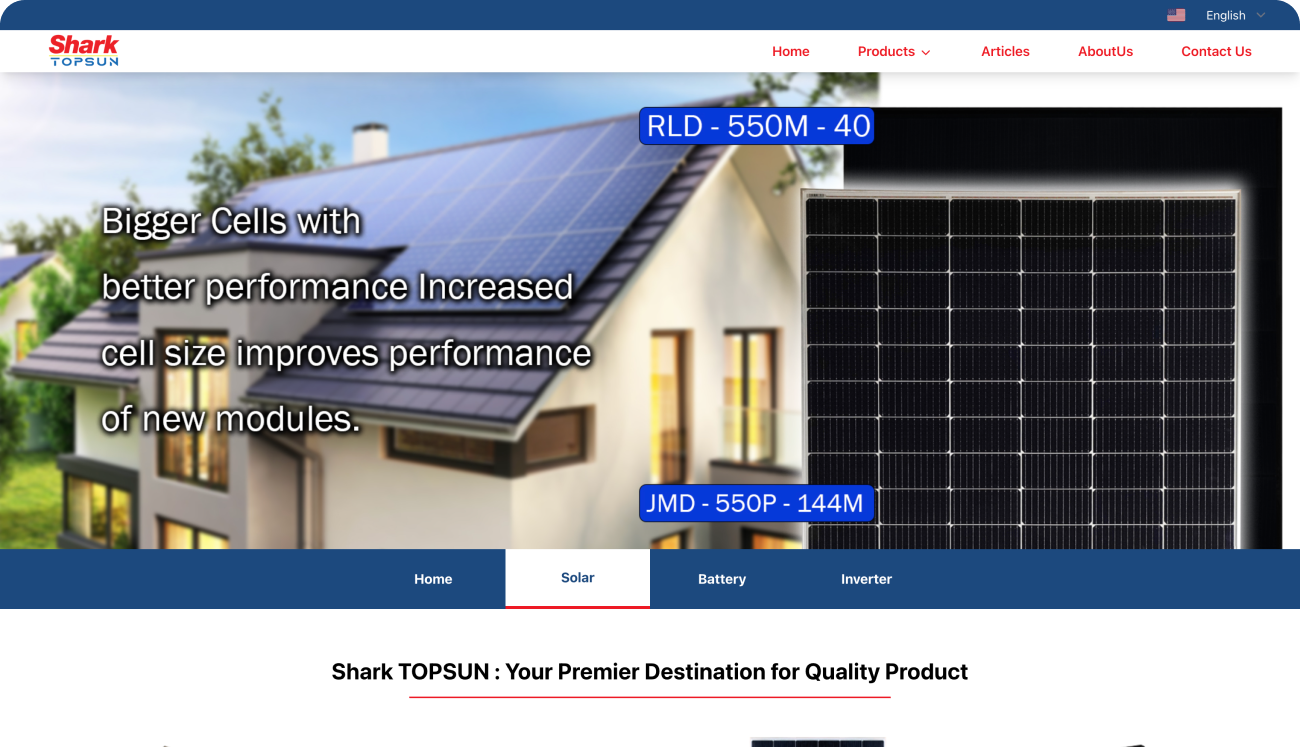 English
Shark
TOPSUN
Home
Products
Articles
AboutUs
Contact Us
RLD - 550M - 40
Bigger Cells with
better performance Increased
cell size improves performance
of new modules.
JMD - 550P - 144M
Home
Solar
Battery
Inverter
Shark TOPSUN : Your Premier Destination for Quality Product